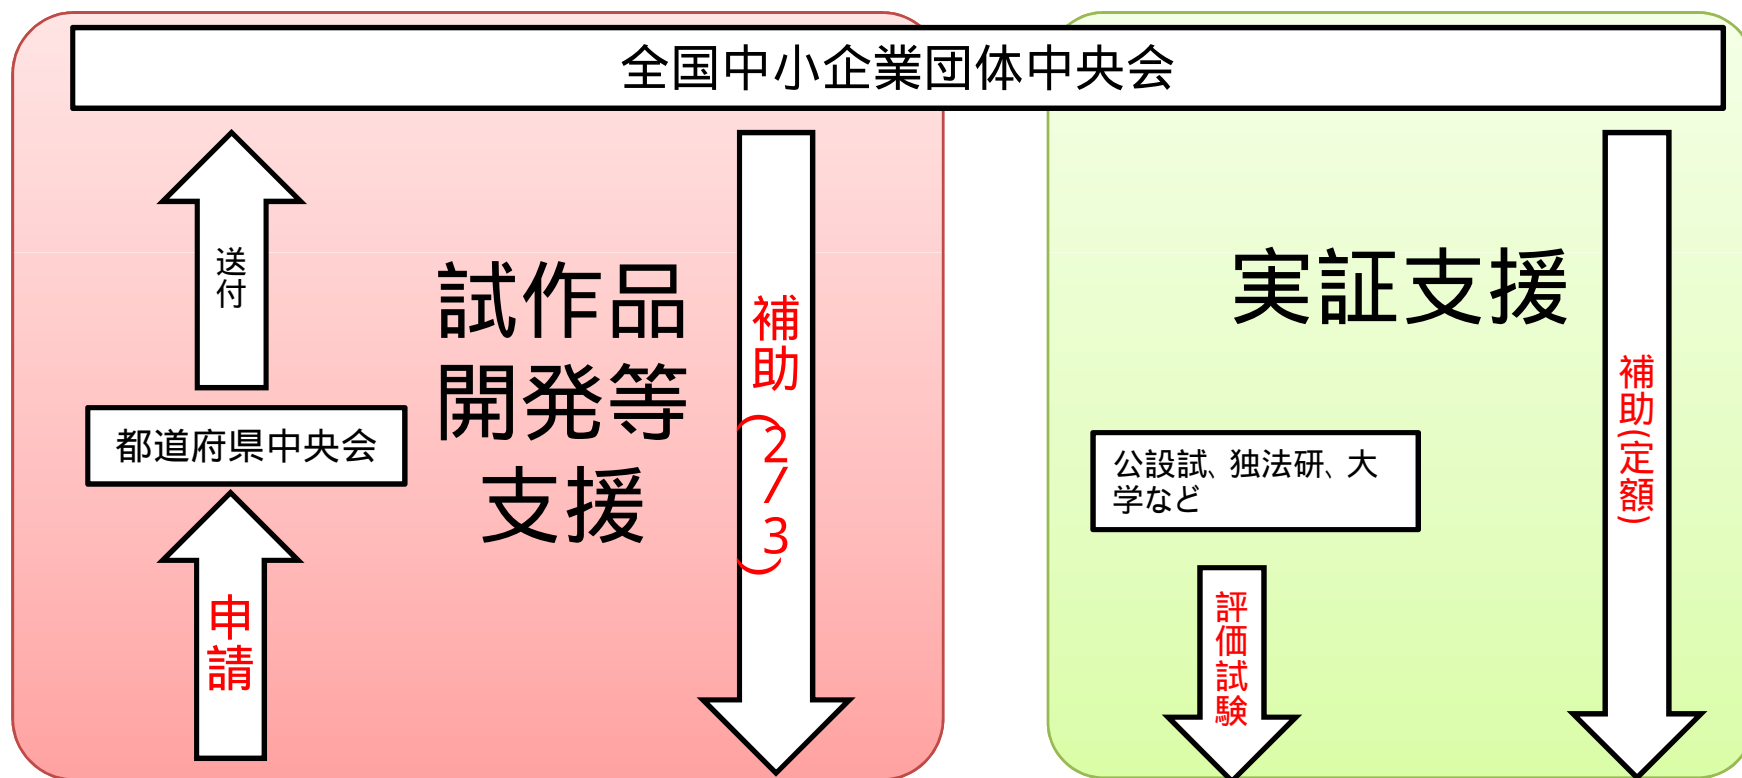 全国中小企業団体中央会
送付
試作品
開発等
支援
補助(2/3)
都道府県中央会
申請
実証支援
補助(定額)
公設試、独法研、大
学など
評価試験